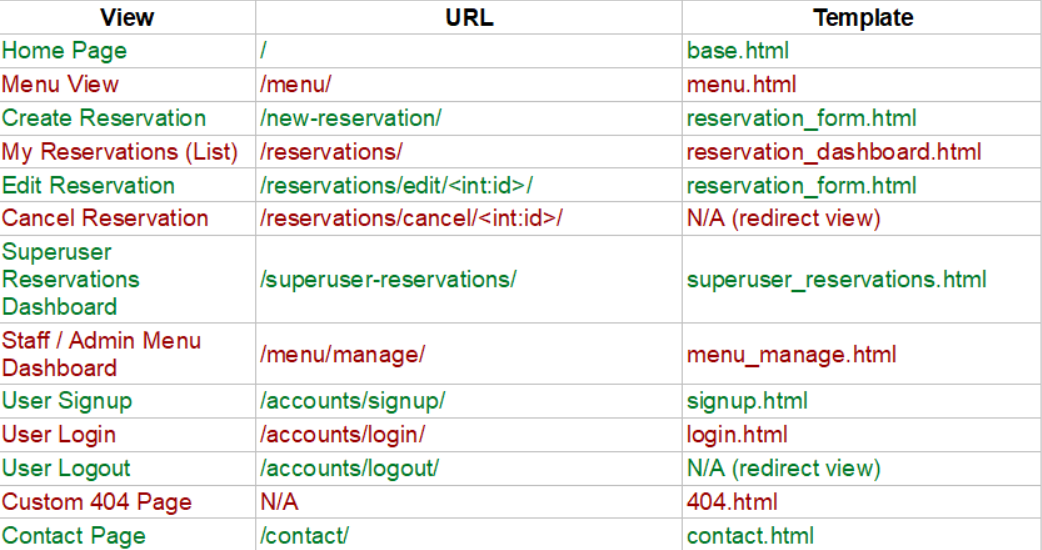 View URL Template
Home Page / base.html
Menu View /menu/ menu.html
Create Reservation /new-reservation/ reservation_form.html
My Reservations (List) /reservations/ reservation_dashboard.html
Edit Reservation /reservations/edit/<int:id>/ reservation_form.html
Cancel Reservation /reservations/cancel/<int:id>/ N/A (redirect view)
Superuser
Reservations
Dashboard
/superuser-reservations/ superuser_reservations.html
Staff / Admin Menu
Dashboard
/menu/manage/ menu_manage.html
User Signup /accounts/signup/ signup.html
User Login /accounts/login/ login.html
User Logout /accounts/logout/ N/A (redirect view)
Custom 404 Page N/A 404.html
Contact Page /contact/ contact.html